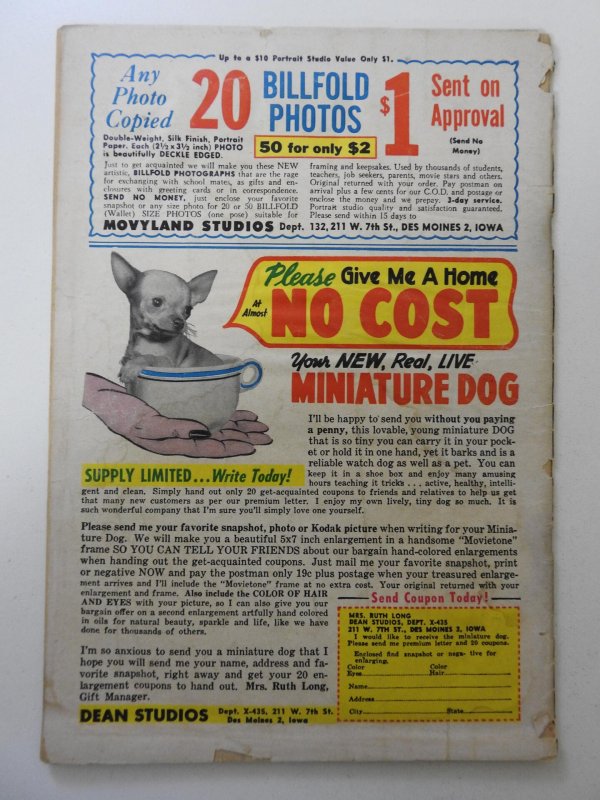 Up to a $10 Portrait Studio Value Only $1.
Any
Photo
Copied
20
BILLFOLD
PHOTOS
50 for only $2
$1
Sent on
Approval
(Send No
Money)
Double-Weight, Silk Finish, Portrait
Paper. Each (2½ x 3½ inch) PHOTO
is beautifully DECKLE EDGED.
Just to get acquainted we will make you these NEW
artistic, BILLFOLD PHOTOGRAPHS that are the rage
for exchanging with school mates, as gifts and en-
closures with greeting cards or in correspondence.
SEND NO MONEY, just enclose your favorite
snapshot or any size photo for 20 or 50 BILLFOLD
(Wallet) SIZE PHOTOS (one pose) suitable for
framing and keepsakes. Used by thousands of students,
teachers, job seekers, parents, movie stars and others.
Original returned with your order. Pay postman on
arrival plus a few cents for our C.O.D. and postage or
enclose the money and we prepay. 3-day service.
Portrait studio quality and satisfaction guaranteed.
Please send within 15 days to
MOVYLAND STUDIOS Dept. 132, 211 W. 7th St., DES MOINES 2, IOWA
Please Give Me A Home
At
Almost
NO COST
Your NEW, Real, LIVE
MINIATURE DOG
I'll be happy to send you without you paying
a penny, this lovable, young miniature DOG
that is so tiny you can carry it in your pock-
et or hold it in one hand, yet it barks and is a
reliable watch dog as well as a pet. You can
keep it in a shoe box and enjoy many amusing
hours teaching it tricks . . . active, healthy, intelli-
SUPPLY LIMITED...Write Today!
gent and clean. Simply hand out only 20 get-acquainted coupons to friends and relatives to help us get
that many new customers as per our premium letter. I enjoy my own lively, tiny dog so much. It is
such wonderful company that I'm sure you'll simply love one yourself.
Please send me your favorite snapshot, photo or Kodak picture when writing for your Minia-
ture Dog. We will make you a beautiful 5x7 inch enlargement in a handsome "Movietone"
frame SO YOU CAN TELL YOUR FRIENDS about our bargain hand-colored enlargements
when handing out the get-acquainted coupons. Just mail me your favorite snapshot, print
or negative NOW and pay the postman only 19c plus postage when your treasured enlarge-
ment arrives and I'll include the "Movietone" frame at no extra cost. Your original returned with your
enlargement and frame. Also include the COLOR OF HAIR
AND EYES with your picture, so I can also give you our
bargain offer on a second enlargement artfully hand colored
in oils for natural beauty, sparkle and life, like we have
done for thousands of others.
I'm so anxious to send you a miniature dog that I
hope you will send me your name, address and fa-
vorite snapshot, right away and get your 20 en-
largement coupons to hand out. Mrs. Ruth Long,
Gift Manager.
DEAN STUDIOS Dept. X-435, 211 W. 7th St.
Des Moines 2, Iowa
Send Coupon Today!
MRS. RUTH LONG
DEAN STUDIOS, DEPT. X-435
211 W. 7TH ST., DES MOINES 2, IOWA
I would like to receive the miniature dog.
Please send me premium letter and 20 coupons.
Enclosed find snapshot or nega- tive for
enlarging.
Color Color
Eyes Hair
Name
Address
City State